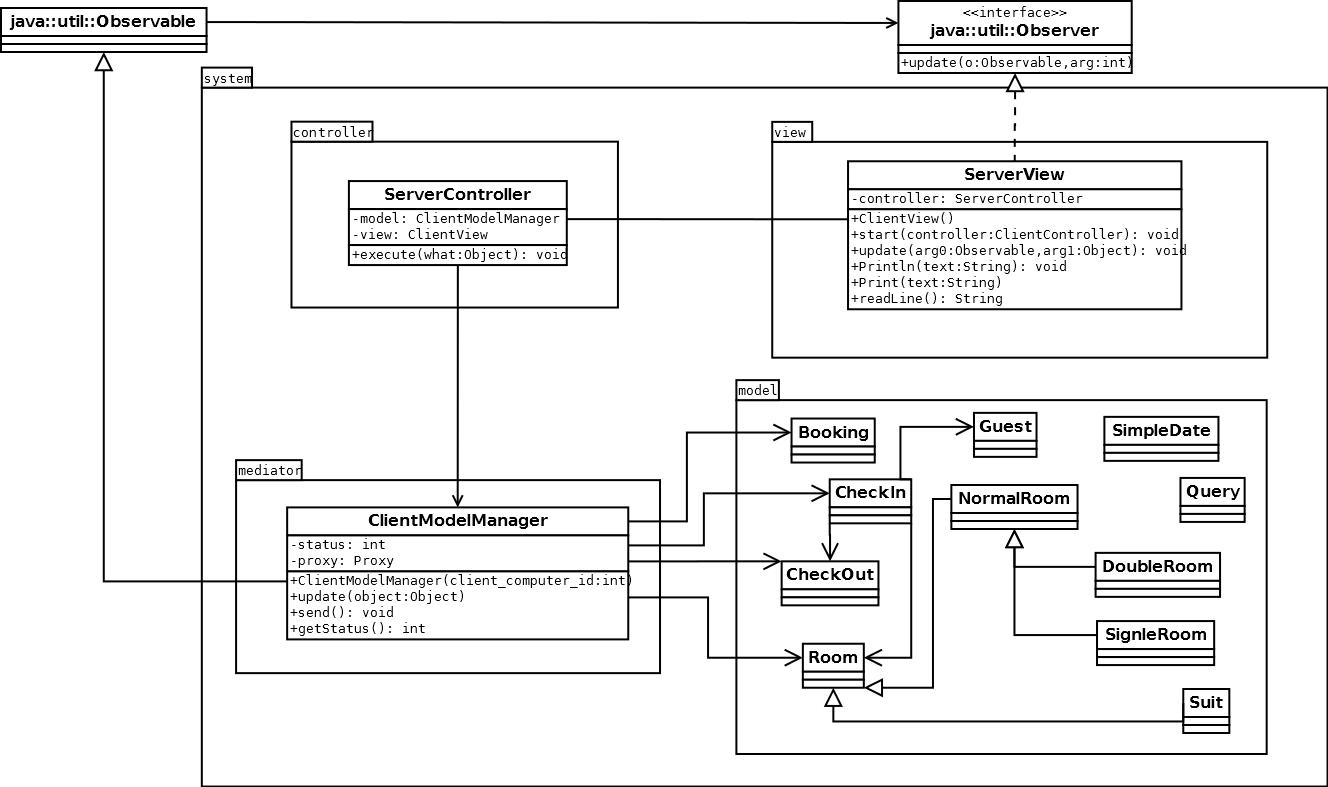 java::util::Observable
<<interface>>
java::util::Observer
+update(o:Observable,arg:int)
system
controller
ServerController
-model: ClientModelManager
-view: ClientView
+execute(what:Object): void
view
ServerView
-controller: ServerController
+ClientView()
+start(controller:ClientController): void
+update(arg0:Observable,arg1:Object): void
+Println(text:String): void
+Print(text:String)
+readLine(): String
mediator
ClientModelManager
-status: int
-proxy: Proxy
+ClientModelManager(client_computer_id:int)
+update(object:Object)
+send(): void
+getStatus(): int
model
Booking
Guest
SimpleDate
CheckIn
NormalRoom
Query
CheckOut
DoubleRoom
SignleRoom
Room
Suit